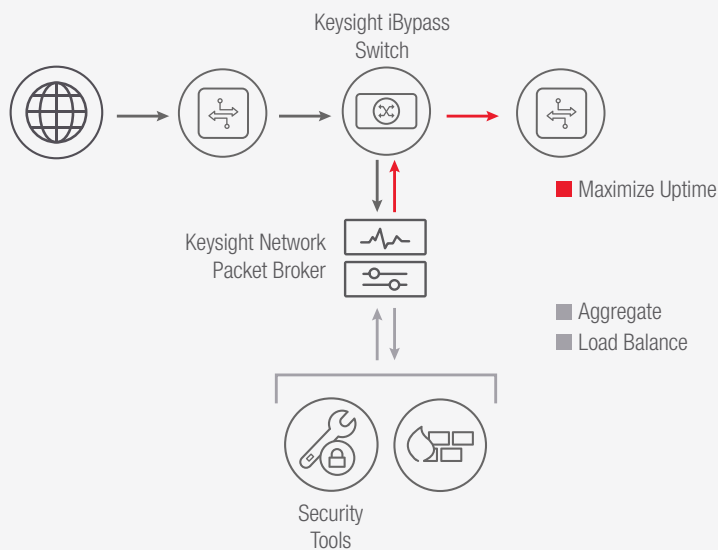 Keysight iBypass
Switch
Maximize Uptime
Keysight Network
Packet Broker
Aggregate
Load Balance
Security
Tools